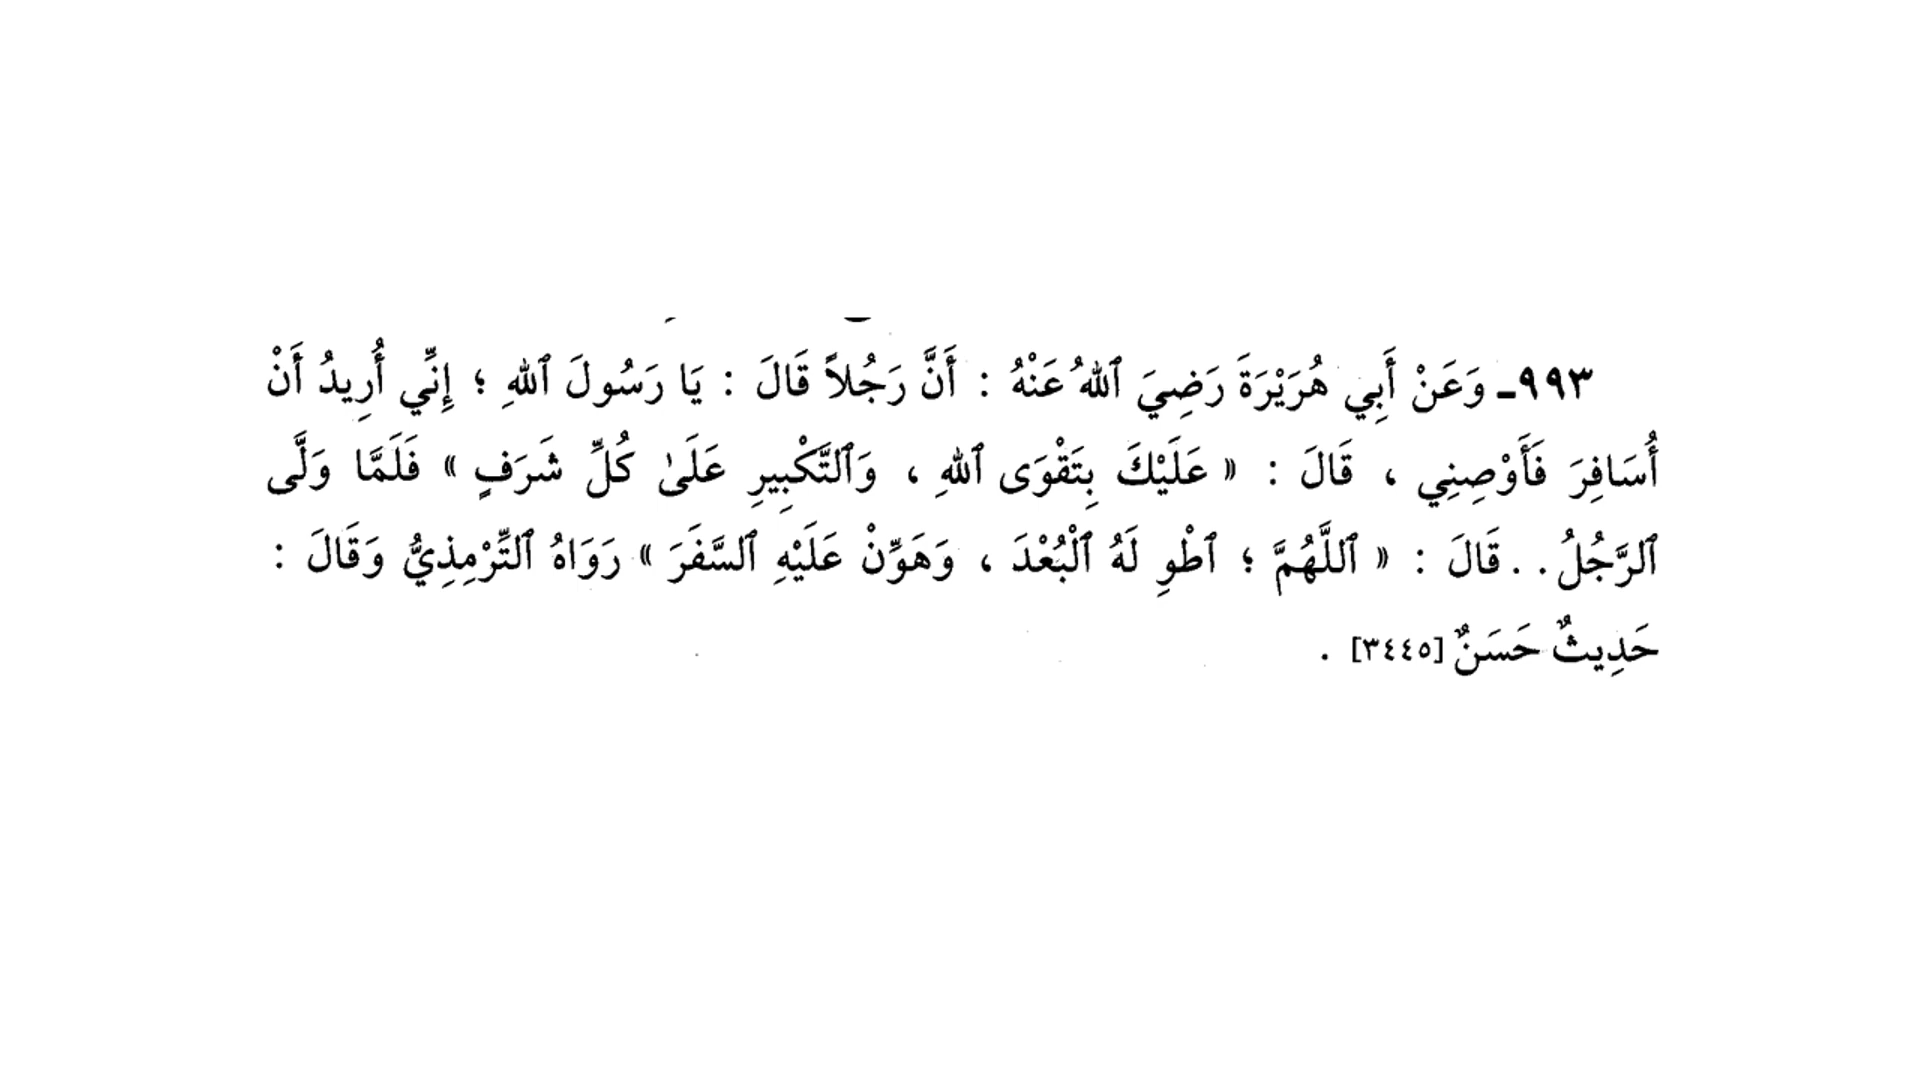 ٩٩٣ـ وَعَنْ أَبِي هُرَيْرَةَ رَضِيَ ٱللهُ عَنْهُ : أَنَّ رَجُلاً قَالَ : يَا رَسُولَ ٱللهِ ؛ إِنِّي أُرِيدُ أَنْ
أُسَافِرَ فَأَوْصِنِي ، قَالَ : « عَلَيْكَ بِتَقْوَى ٱللهِ ، وَٱلتَّكْبِيرِ عَلَىٰ كُلِّ شَرَفٍ » فَلَمَّا وَلَّى
ٱلرَّجُلُ . . قَالَ : « ٱللَّهُمَّ ؛ ٱطْوِ لَهُ ٱلْبُعْدَ ، وَهَوِّنْ عَلَيْهِ ٱلسَّفَرَ » رَوَاهُ ٱلتِّرْمِذِيُّ وَقَالَ :
حَدِيثٌ حَسَنٌ [٣٤٤٥] .